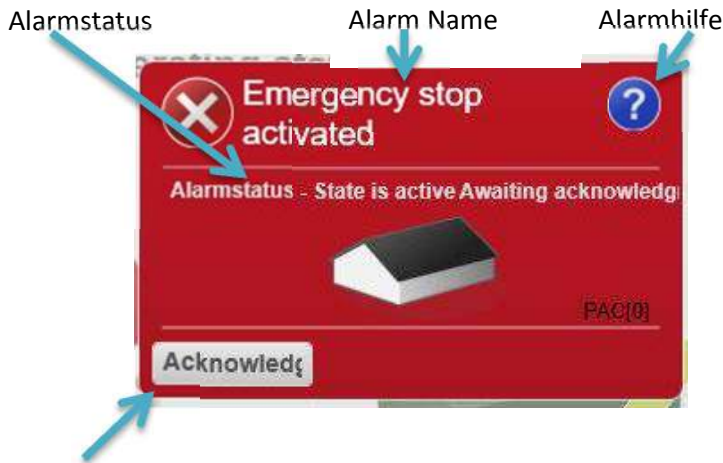 Alarmstatus Alarm Name Alarmhilfe
Emergency stop
activated
?
Alarmstatus - State is active Awaiting acknowledg
PAC[0]
Acknowledg